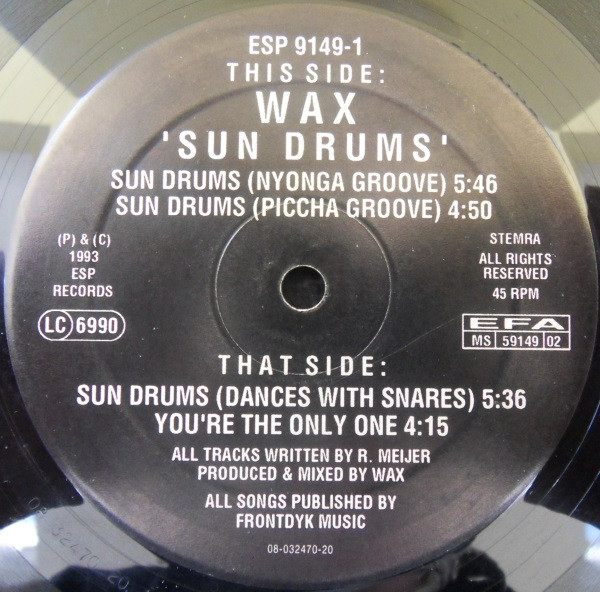 ESP 9149-1
THIS SIDE:
WAX
'SUN DRUMS'
SUN DRUMS (NYONGA GROOVE) 5:46
SUN DRUMS (PICCHA GROOVE) 4:50
(P) & (C)
1993
ESP
RECORDS
LC 6990
STEMRA
ALL RIGHTS
RESERVED
45 RPM
EFA
MS 59149 02
THAT SIDE:
SUN DRUMS (DANCES WITH SNARES) 5:36
YOU'RE THE ONLY ONE 4:15
ALL TRACKS WRITTEN BY R. MEIJER
PRODUCED & MIXED BY WAX
ALL SONGS PUBLISHED BY
FRONTDYK MUSIC
08-032470-20